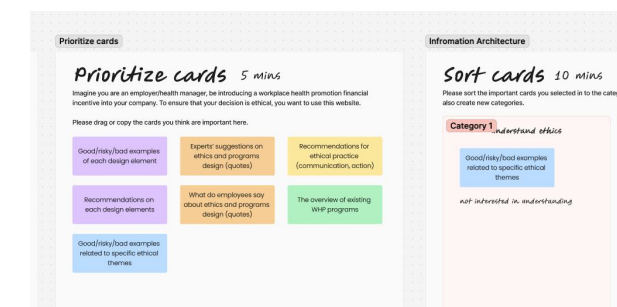 Prioritize cards
Prioritize cards 5 mins
Imagine you are an employer/health manager, be introducing a workplace health promotion financial
incentive into your company. To ensure that your decision is ethical, you want to use this website.
Please drag or copy the cards you think are important here.
Good/risky/bad examples
of each design element
Experts' suggestions on
ethics and programs
design (quotes)
Recommendations for
ethical practice
(communication, action)
Recommendations on
each design elements
What do employees say
about ethics and programs
design (quotes)
The overview of existing
WHP programs
Good/risky/bad examples
related to specific ethical
themes
Infromation Architecture
Sort cards 10 mins
Please sort the important cards you selected in to the
also create new categories.
Category 1
understand ethics
Good/risky/bad examples
related to specific ethical
themes
not interested in understanding